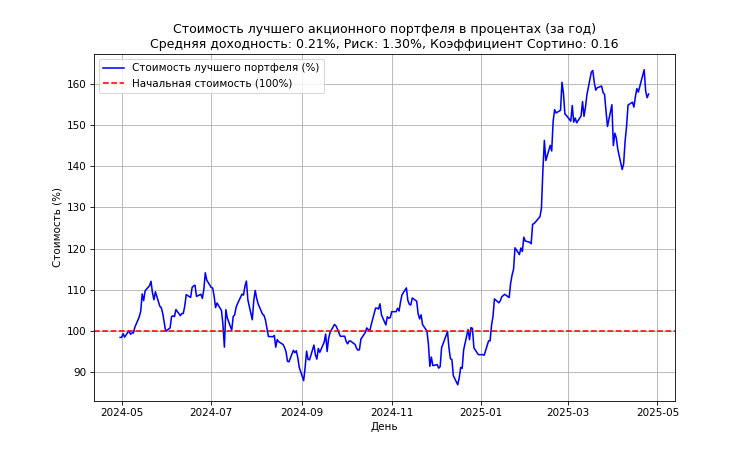 Стоимость лучшего акционного портфеля в процентах (за год)
Средняя доходность: 0.21%, Риск: 1.30%, Коэффициент Сортино: 0.16
Стоимость лучшего портфеля (%)
Начальная стоимость (100%)
Стоимость (%)
160
150
140
130
120
110
100
90
2024-05
2024-07
2024-09
2024-11
2025-01
2025-03
2025-05
День